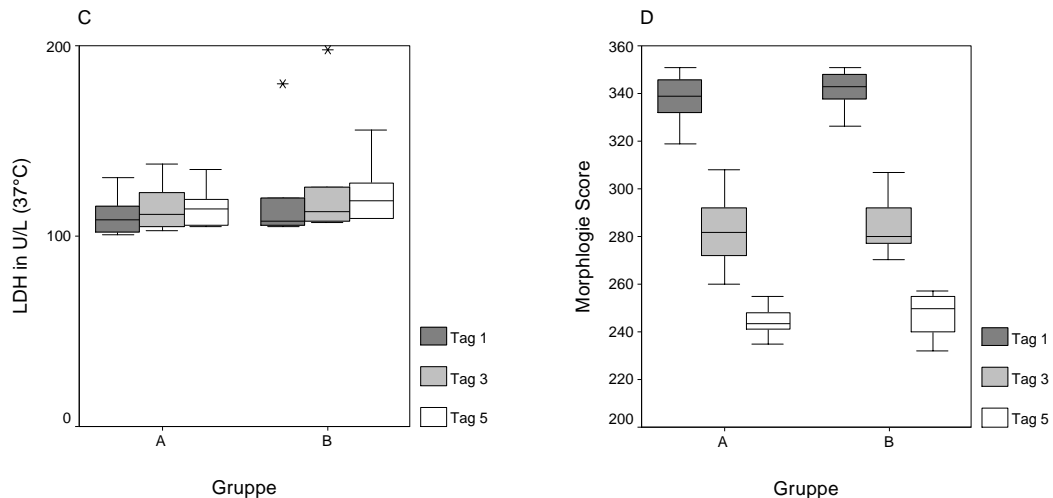 C
200
100
0
LDH in U/L (37°C)
A
B
Gruppe
Tag 1
Tag 3
Tag 5
D
360
340
320
300
280
260
240
220
200
Morphlogie Score
A
B
Gruppe
Tag 1
Tag 3
Tag 5